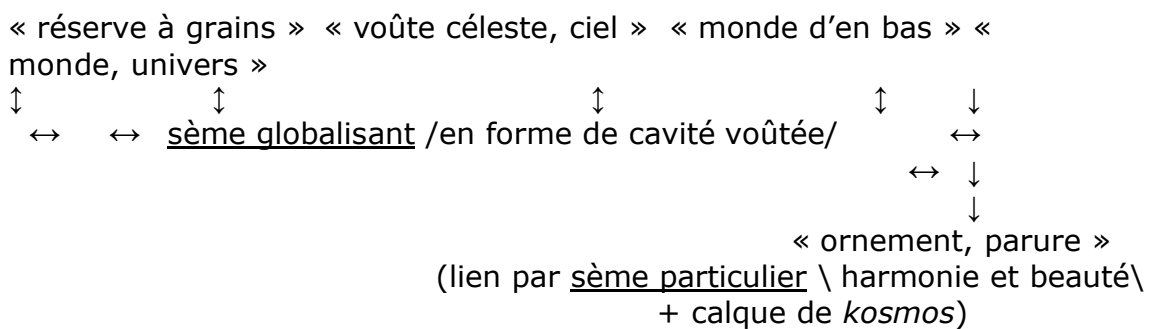 « réserve à grains » « voûte céleste, ciel » « monde d’en bas » «
monde, univers »
↕ ↕ ↕ ↕ ↓
↔ ↔ sème globalisant /en forme de cavité voûtée/ ↔
↔ ↓
↓
« ornement, parure »
(lien par sème particulier \ harmonie et beauté\
+ calque de kosmos)